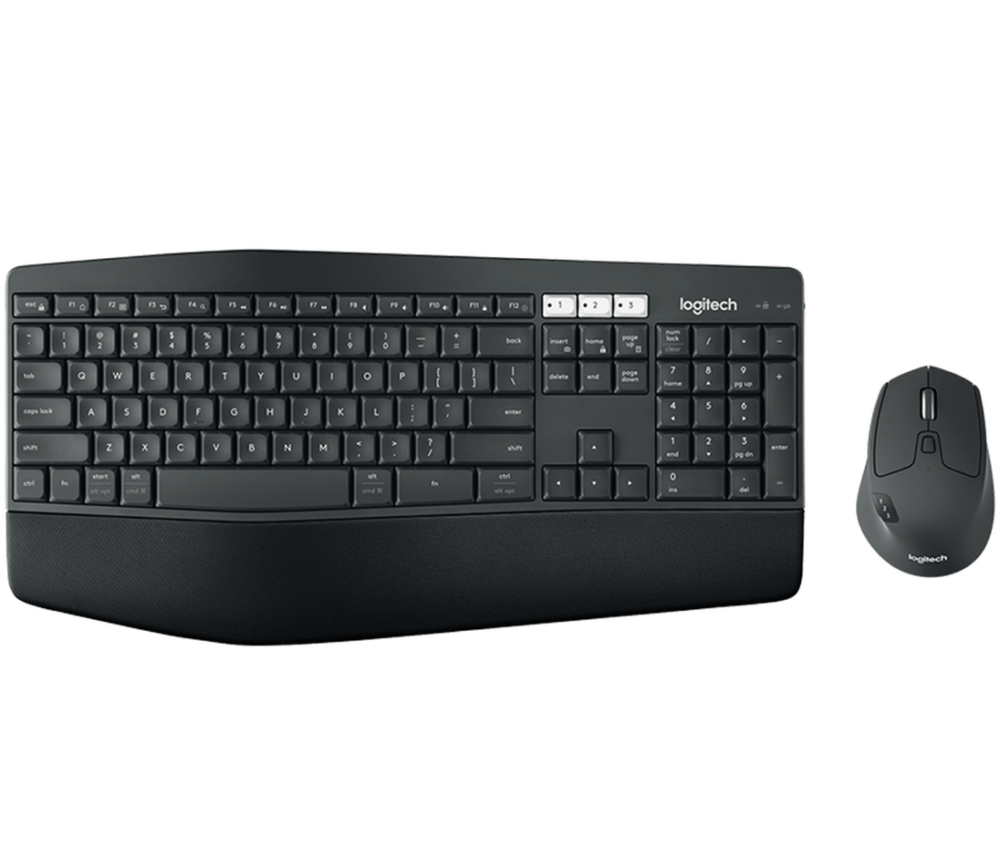 esc F1 F2 F3 F4 F5 F6 F7 F8 F9 F10 F11 F12 1 2 3 logitech
~ ! @ # $ % ^ & * ( ) — + back insert home page up num lock / • −
` 1 2 3 4 5 6 7 8 9 0 - = clear
tab Q W E R T Y U I O P { } | delete end page down 7 8 9 +
[ ] \ home pg up
caps lock A S D F G H J K L : " enter 4 5 6
; '
shift Z X C V B N M < > ? shift 1 2 3 enter
, . / end pg dn
ctrl fn start alt alt fn ctrl 0 . =
alt opt cmd ⌘ cmd ⌘ alt opt ins del
1
2
3
logitech